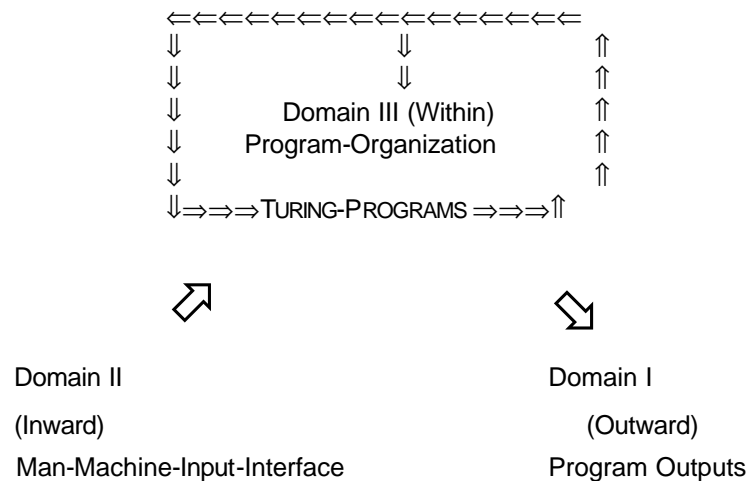 ⇐⇐⇐⇐⇐⇐⇐⇐⇐⇐⇐⇐⇐⇐⇐⇐
⇓ ⇓ ⇑
⇓ ⇓ ⇑
⇓ Domain III (Within) ⇑
⇓ Program-Organization ⇑
⇓ ⇑
⇓⇒⇒⇒TURING-PROGRAMS ⇒⇒⇒⇑
Domain II Domain I
(Inward) (Outward)
Man-Machine-Input-Interface Program Outputs